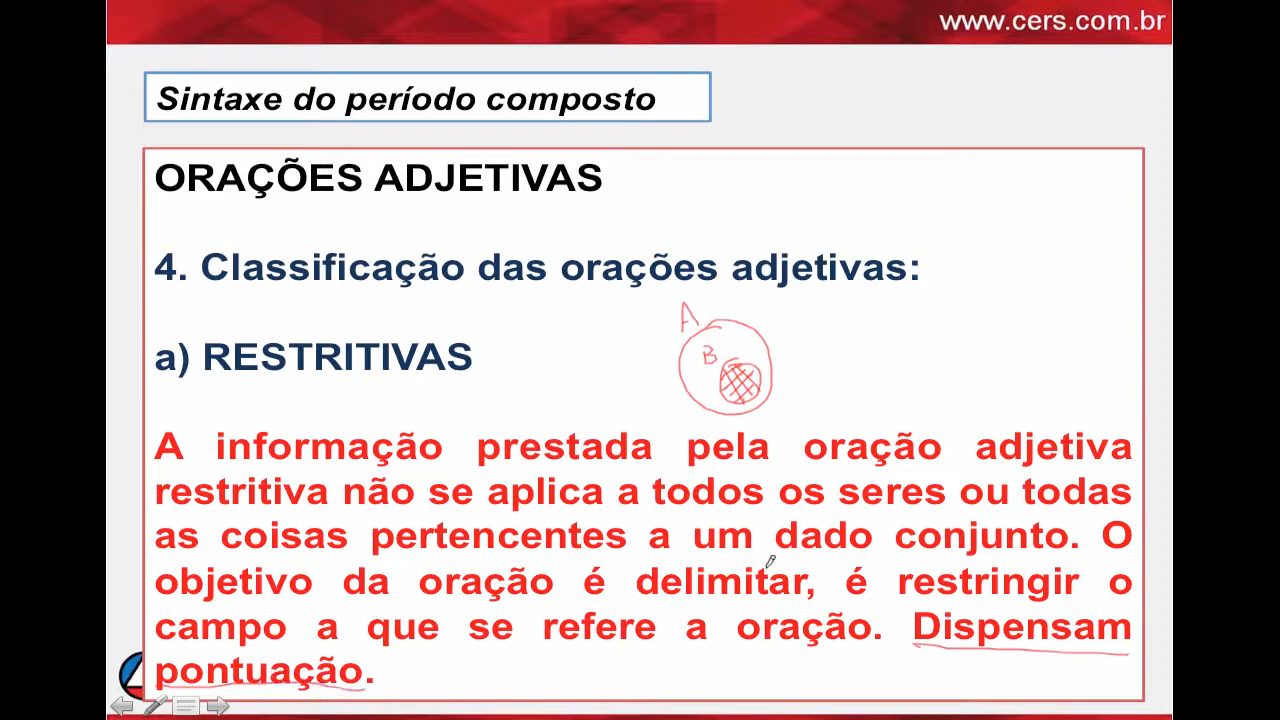 www.cers.com.br
Sintaxe do período composto
ORAÇÕES ADJETIVAS
4. Classificação das orações adjetivas:
A
a) RESTRITIVAS
B
A informação prestada pela oração adjetiva
restritiva não se aplica a todos os seres ou todas
as coisas pertencentes a um dado conjunto. O
objetivo da oração é delimitar, é restringir o
campo a que se refere a oração. Dispensam
pontuação.